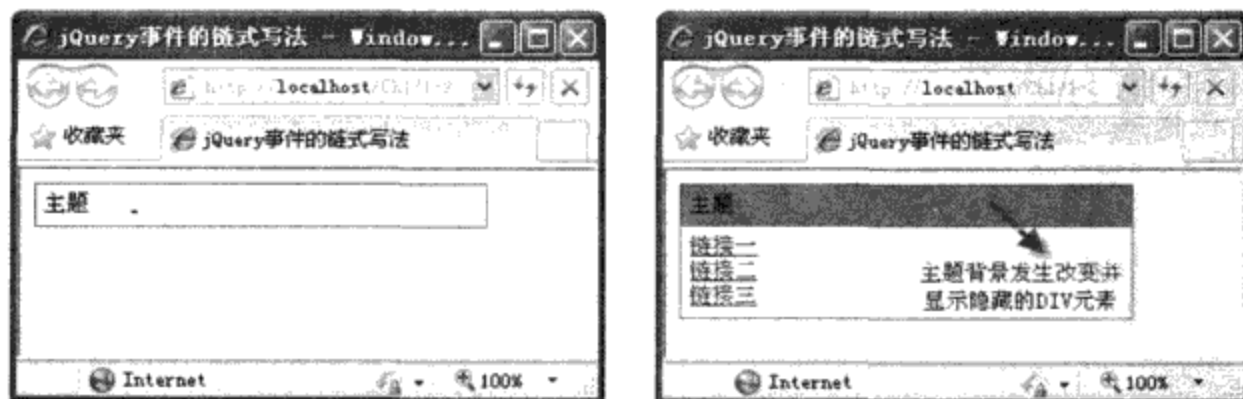 jQuery事件的链式写法 - Window...
localhost
收藏夹
jQuery事件的链式写法
主题
Internet
100%
jQuery事件的链式写法 - Window...
localhost
收藏夹
jQuery事件的链式写法
主题
链接一
链接二
链接三
主题背景发生改变并
显示隐藏的DIV元素
Internet
100%